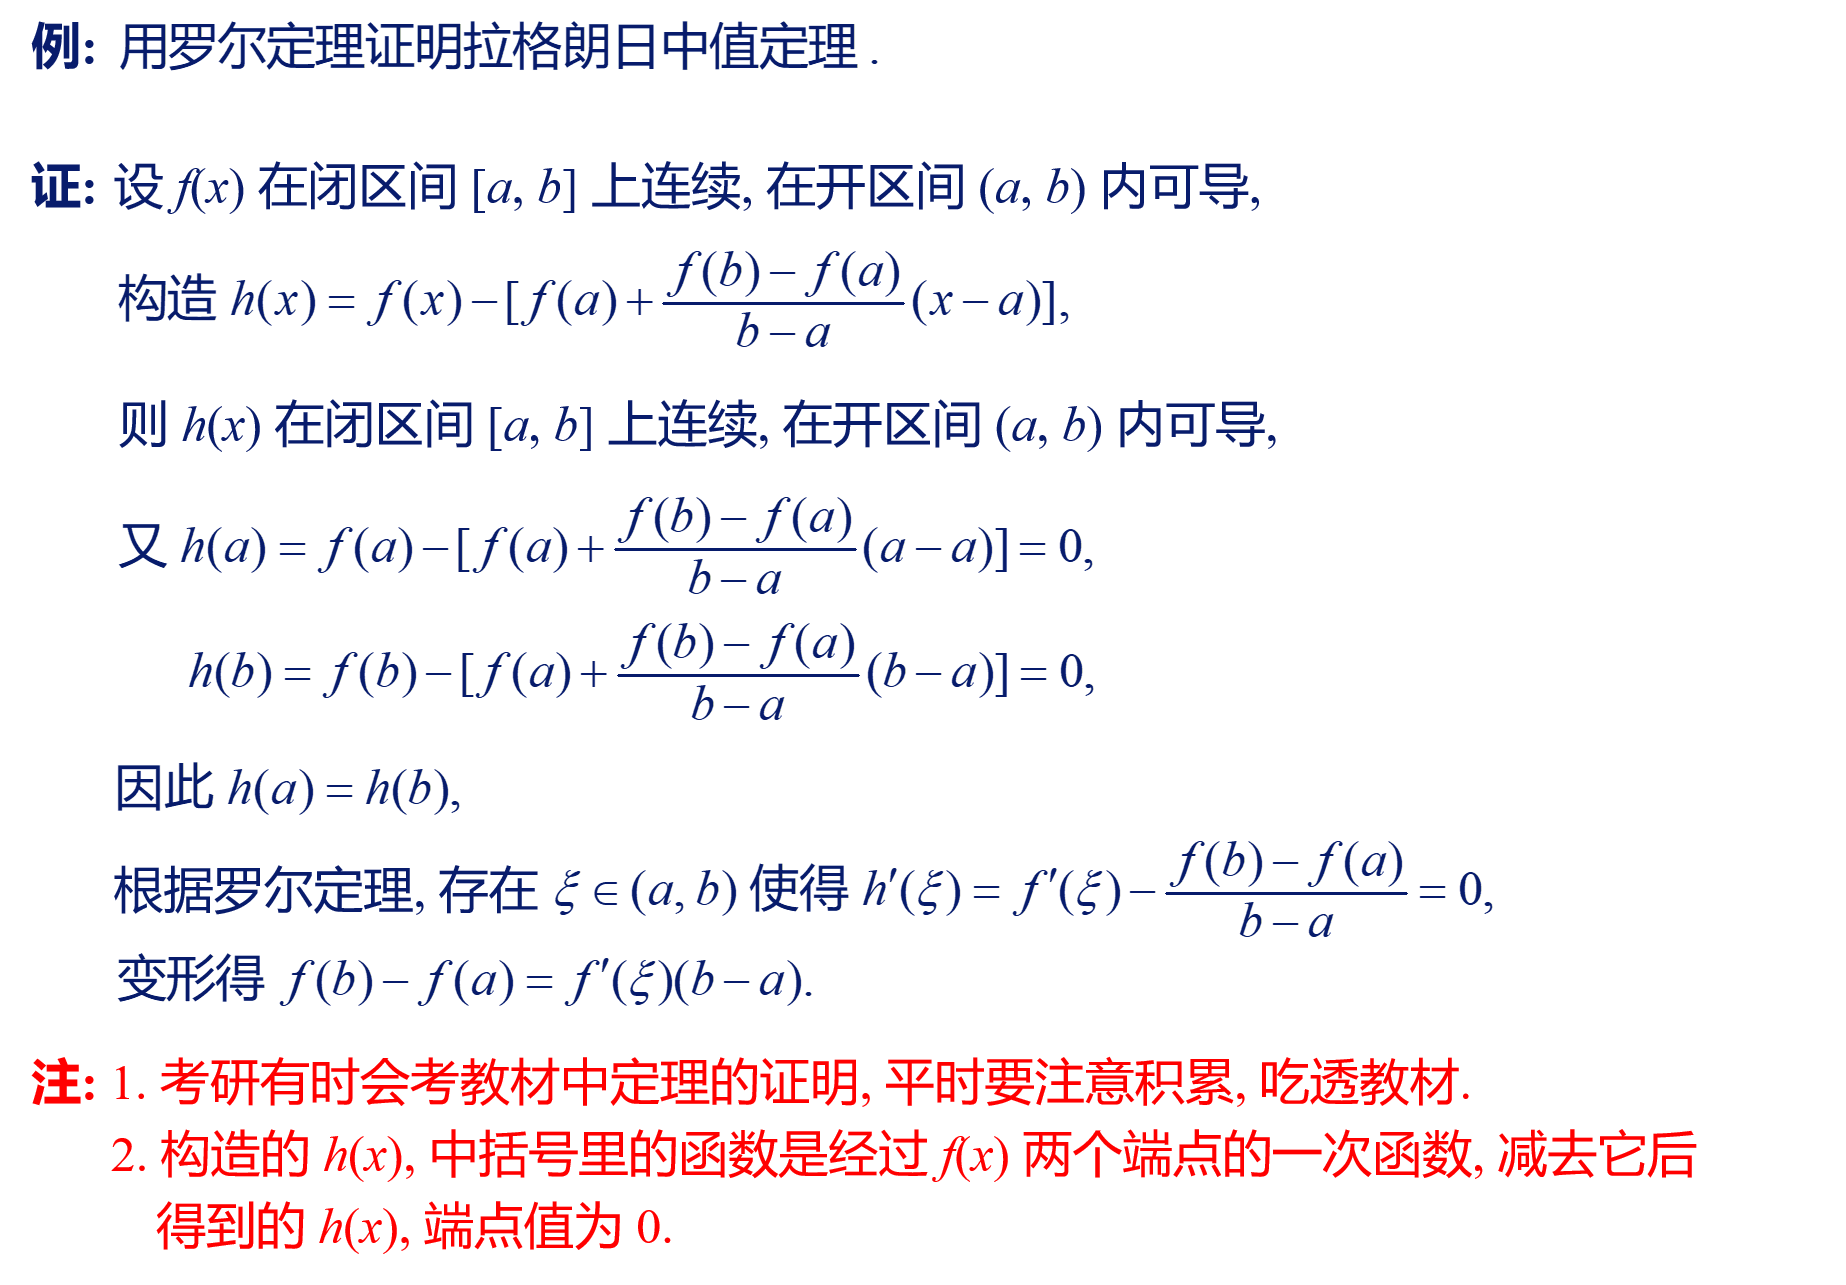 例: 用罗尔定理证明拉格朗日中值定理 .
证: 设 f(x) 在闭区间 [a, b] 上连续, 在开区间 (a, b) 内可导,
构造 h(x) = f(x) − [f(a) + \frac{f(b) − f(a)}{b − a}(x − a)],
则 h(x) 在闭区间 [a, b] 上连续, 在开区间 (a, b) 内可导,
又 h(a) = f(a) − [f(a) + \frac{f(b) − f(a)}{b − a}(a − a)] = 0,
h(b) = f(b) − [f(a) + \frac{f(b) − f(a)}{b − a}(b − a)] = 0,
因此 h(a) = h(b),
根据罗尔定理, 存在 ξ ∈ (a, b) 使得 h′(ξ) = f′(ξ) − \frac{f(b) − f(a)}{b − a} = 0,
变形得 f(b) − f(a) = f′(ξ)(b − a).
注: 1. 考研有时会考教材中定理的证明, 平时要注意积累, 吃透教材.
2. 构造的 h(x), 中括号里的函数是经过 f(x) 两个端点的一次函数, 减去它后
得到的 h(x), 端点值为 0.